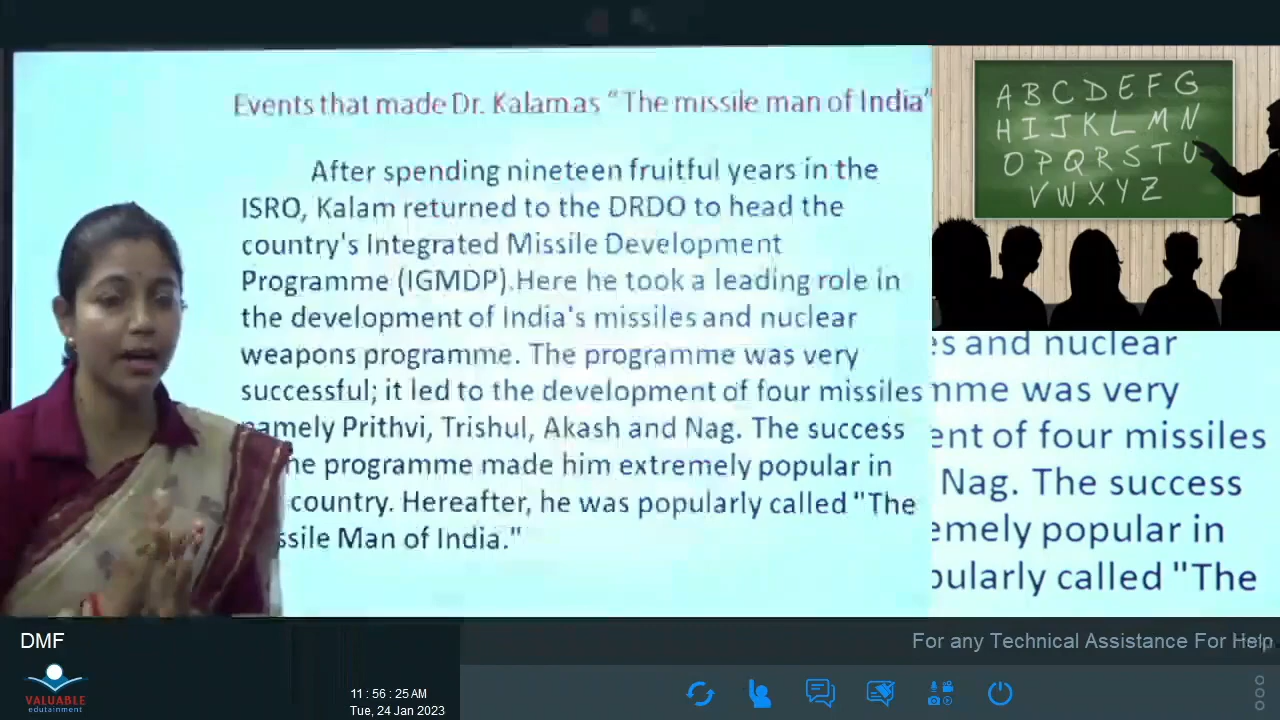 Events that made Dr. Kalam as "The missile man of India"
After spending nineteen fruitful years in the
ISRO, Kalam returned to the DRDO to head the
country's Integrated Missile Development
Programme (IGMDP).Here he took a leading role in
the development of India's missiles and nuclear
weapons programme. The programme was very
successful; it led to the development of four missiles
namely Prithvi, Trishul, Akash and Nag. The success
programme made him extremely popular in
country. Hereafter, he was popularly called "The
Man of India."
A B C D E F G
H I J K L M N
O P Q R S T U
V W X Y Z
es and nuclear
mme was very
ent of four missiles
Nag. The success
emely popular in
pularly called "The
DMF
For any Technical Assistance For Help
VALUABLE
edutainment
11 : 56 : 25 AM
Tue, 24 Jan 2023